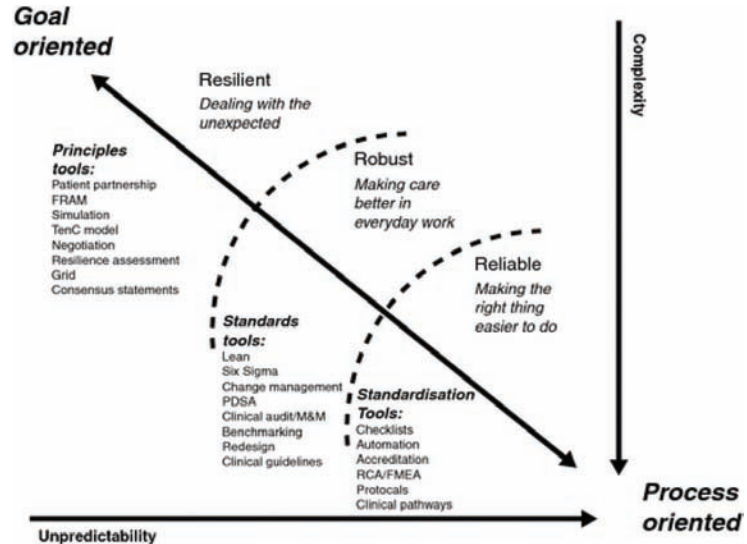 Goal
oriented
Resilient
Dealing with the
unexpected
Complexity
Principles
tools:
Patient partnership
FRAM
Simulation
TenC model
Negotiation
Resilience assessment
Grid
Consensus statements
Robust
Making care
better in
everyday work
Reliable
Making the
right thing
easier to do
Standards
tools:
Lean
Six Sigma
Change management
PDSA
Clinical audit/M&M
Benchmarking
Redesign
Clinical guidelines
Standardisation
Tools:
Checklists
Automation
Accreditation
RCA/FMEA
Protocals
Clinical pathways
Process
oriented
Unpredictability